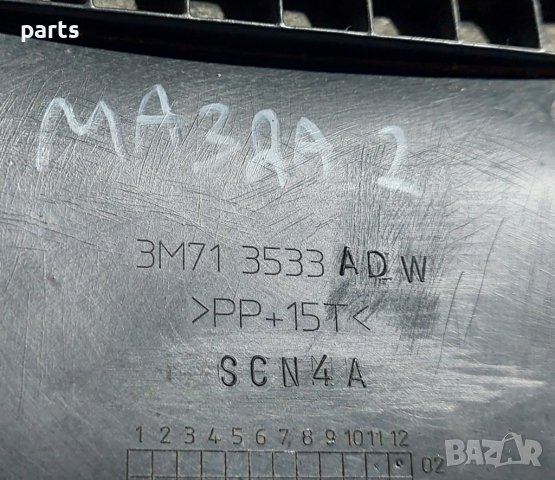 parts
MAZDA 2
3M71 3533 ADW
>PP+15T<
SCN4A
1 2 3 4 5 6 7 8 9 10 11 12
02
BAZAR